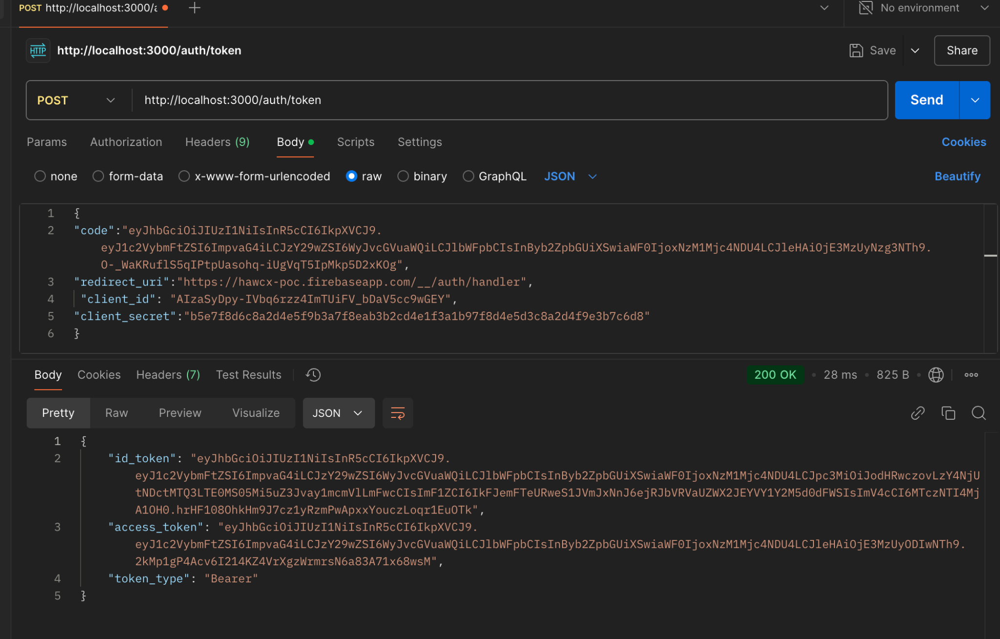 POST http://localhost:3000/a
No environment
HTTP http://localhost:3000/auth/token
Save
Share
POST http://localhost:3000/auth/token
Send
Params Authorization Headers (9) Body Scripts Settings Cookies
none form-data x-www-form-urlencoded raw binary GraphQL JSON Beautify
1 {
2 "code":"eyJhbGciOiJIUzI1NiIsInR5cCI6IkpXVCJ9.
eyJ1c2VybmFtZSI6ImpvaG4iLCJzY29wZSI6WyJvcGVuaWQiLCJlbWFpbCIsInByb2ZpbGUiXSwiaWF0IjoxNzM1Mjc4NDU4LCJleHAiOjE3MzUyNzg3NTh9.
O-_WaKRuflS5qIPtpUasohq-iUgVqT5IpMkp5D2xKOg",
3 "redirect_uri":"https://hawcx-poc.firebaseapp.com/__/auth/handler",
4 "client_id": "AIzaSyDpy-IVbq6rzz4ImTUiFV_bDaV5cc9wGEY",
5 "client_secret":"b5e7f8d6c8a2d4e5f9b3a7f8eab3b2cd4e1f3a1b97f8d4e5d3c8a2d4f9e3b7c6d8"
6 }
Body Cookies Headers (7) Test Results 200 OK • 28 ms • 825 B •
Pretty Raw Preview Visualize JSON
1 {
2 "id_token": "eyJhbGciOiJIUzI1NiIsInR5cCI6IkpXVCJ9.
eyJ1c2VybmFtZSI6ImpvaG4iLCJzY29wZSI6WyJvcGVuaWQiLCJlbWFpbCIsInByb2ZpbGUiXSwiaWF0IjoxNzM1Mjc4NDU4LCJpc3MiOiJodHRwczovLzY4NjU
tNDctMTQ3LTE0MS05Mi5uZ3Jvay1mcmVlLmFwcCIsImF1ZCI6IkFJemFTeURweS1JVmJxNnJ6ejRJbVRVaUZWX2JEYVY1Y2M5d0dFWSIsImV4cCI6MTczNTI4Mj
A1OH0.hrHF108OhkHm9J7cz1yRzmPwApxxYouczLoqr1EuOTk",
3 "access_token": "eyJhbGciOiJIUzI1NiIsInR5cCI6IkpXVCJ9.
eyJ1c2VybmFtZSI6ImpvaG4iLCJzY29wZSI6WyJvcGVuaWQiLCJlbWFpbCIsInByb2ZpbGUiXSwiaWF0IjoxNzM1Mjc4NDU4LCJleHAiOjE3MzUyODIwNTh9.
2kMp1gP4Acv6I214KZ4VrXgzWrmrsN6a83A71x68wsM",
4 "token_type": "Bearer"
5 }